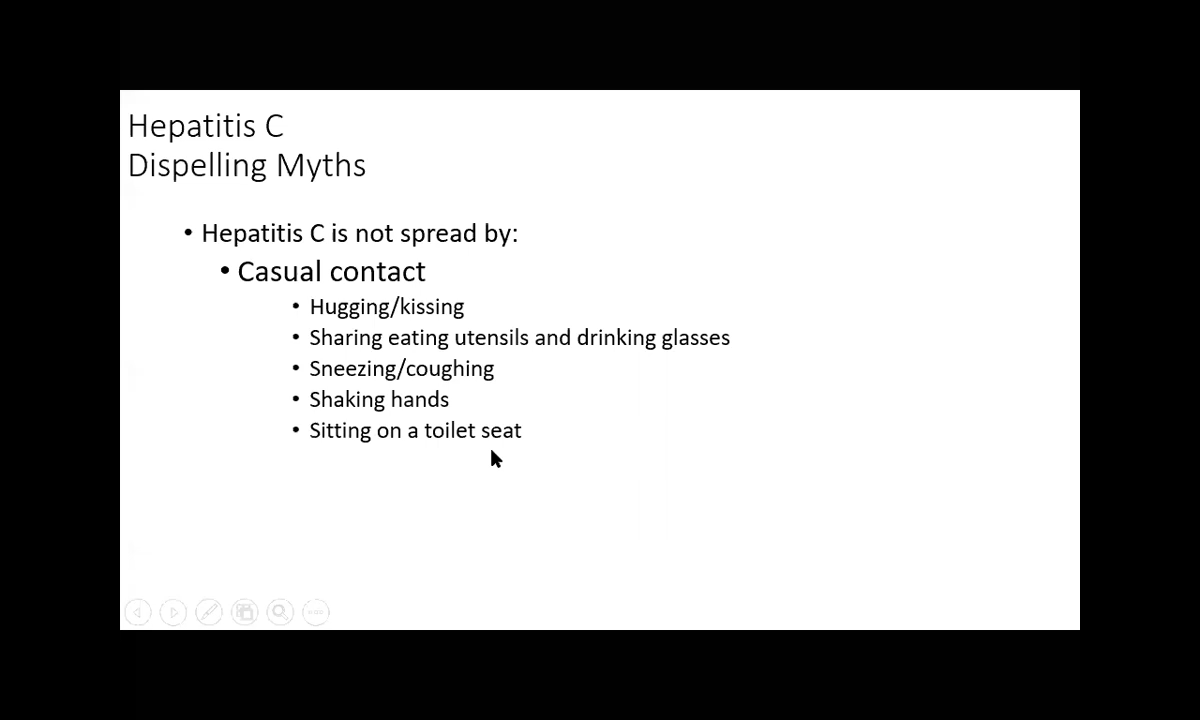 Hepatitis C
Dispelling Myths
• Hepatitis C is not spread by:
• Casual contact
• Hugging/kissing
• Sharing eating utensils and drinking glasses
• Sneezing/coughing
• Shaking hands
• Sitting on a toilet seat